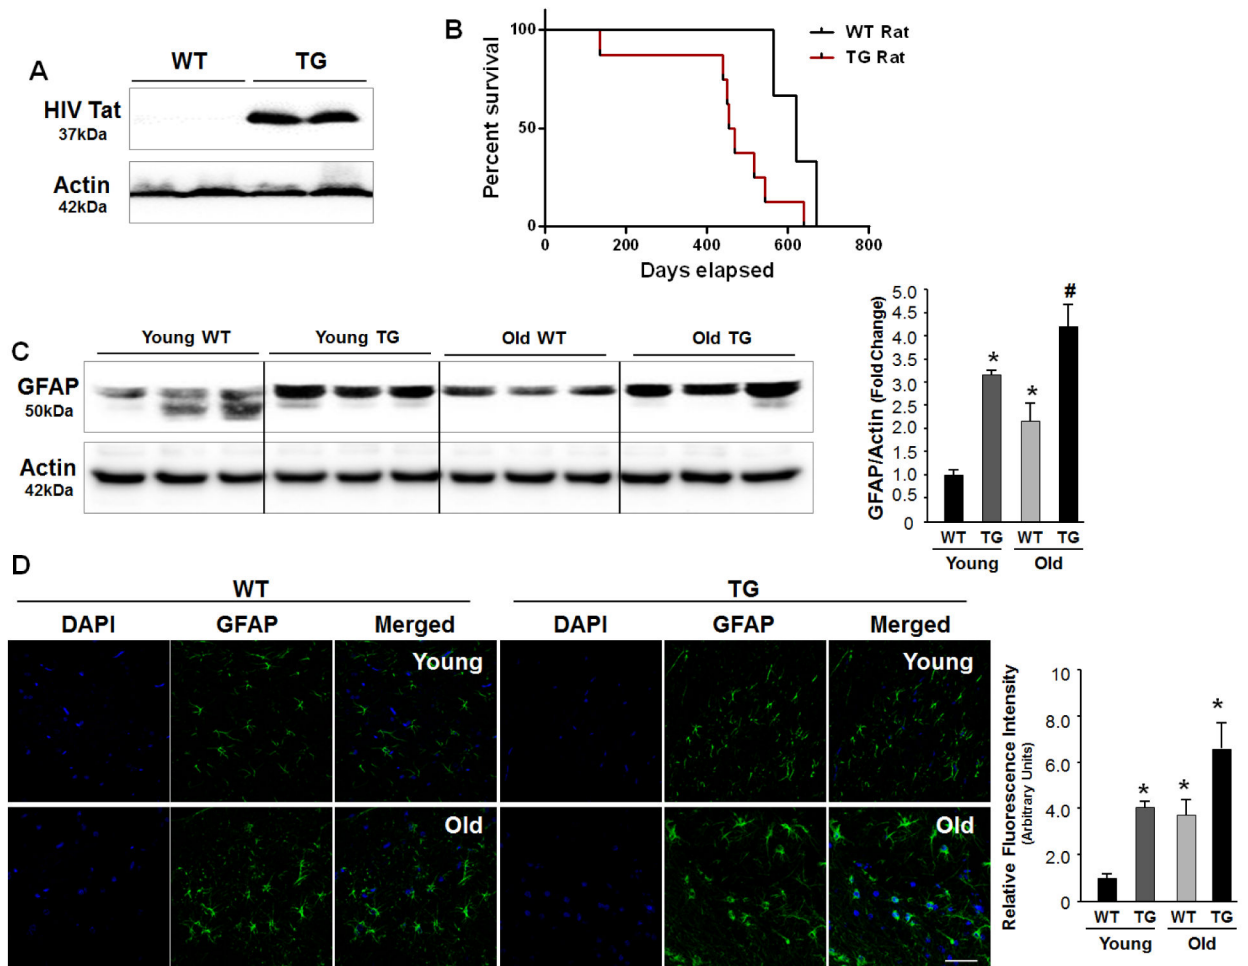 A
WT TG
HIV Tat
37kDa
Actin
42kDa
B
Percent survival
100
50
0
0 200 400 600 800
Days elapsed
WT Rat
TG Rat
C
Young WT Young TG Old WT Old TG
GFAP
50kDa
Actin
42kDa
GFAP/Actin (Fold Change)
5.0
4.5
4.0
3.5
3.0
2.5
2.0
1.5
1.0
0.5
0
* * #
WT TG WT TG
Young Old
D
WT TG
DAPI GFAP Merged DAPI GFAP Merged
Young Young
Old Old
Relative Fluorescence Intensity
(Arbitrary Units)
10
8.0
6.0
4.0
2.0
0
* * *
WT TG WT TG
Young Old